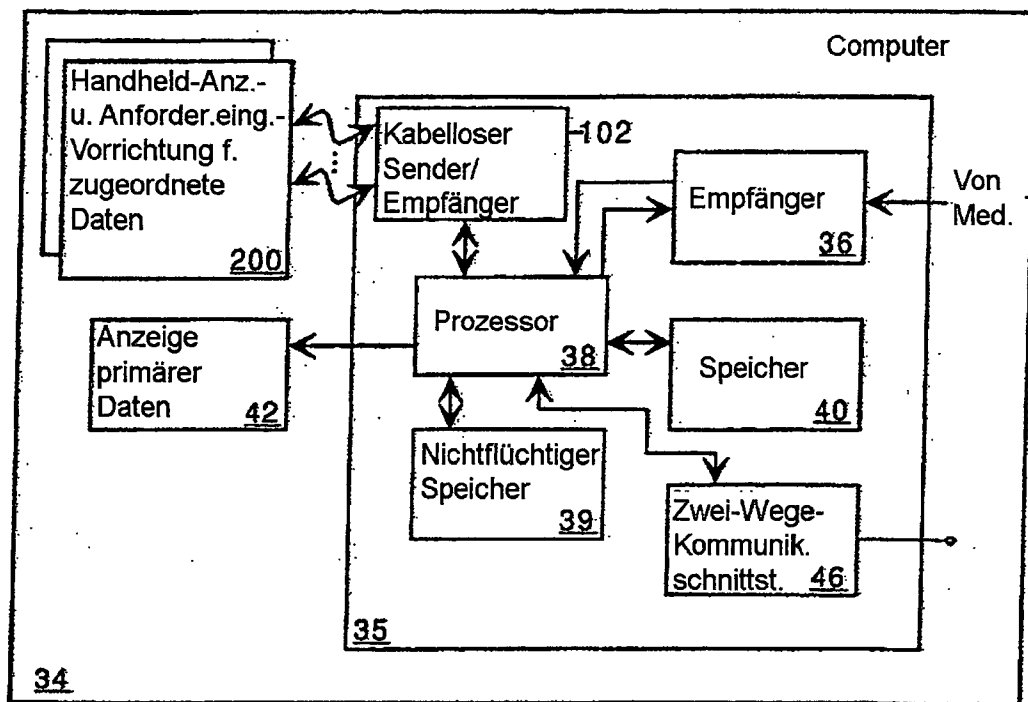 Computer
Handheld-Anz.-
u. Anforder.eing.-
Vorrichtung f.
zugeordnete
Daten
200
Kabelloser
Sender/
Empfänger
102
Empfänger
36
Von
Med.
Prozessor
38
Anzeige
primärer
Daten
42
Speicher
40
Nichtflüchtiger
Speicher
39
Zwei-Wege-
Kommunik.
schnittst.
46
35
34